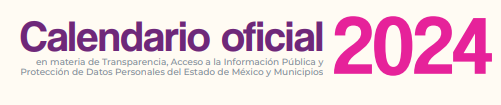 Calendario oficial 2024
en materia de Transparencia, Acceso a la Información Pública y
Protección de Datos Personales del Estado de México y Municipios